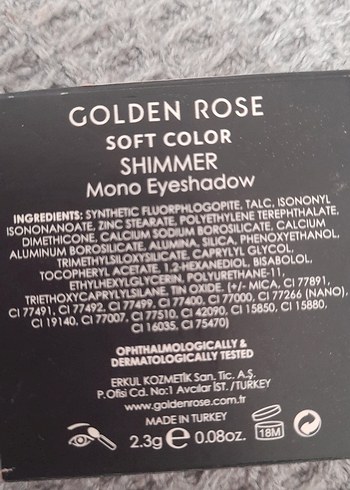 GOLDEN ROSE
SOFT COLOR
SHIMMER
Mono Eyeshadow
INGREDIENTS: SYNTHETIC FLUORPHLOGOPITE, TALC, ISONONYL
ISONONANOATE, ZINC STEARATE, POLYETHYLENE TEREPHTHALATE,
DIMETHICONE, CALCIUM SODIUM BOROSILICATE, CALCIUM
ALUMINUM BOROSILICATE, ALUMINA, SILICA, PHENOXYETHANOL,
TRIMETHYLSILOXYSILICATE, CAPRYLYL GLYCOL,
TOCOPHERYL ACETATE, 1,2-HEXANEDIOL, BISABOLOL,
ETHYLHEXYLGLYCERIN, POLYURETHANE-11,
TRIETHOXYCAPRYLYLSILANE, TIN OXIDE. (+/- MICA, CI 77891,
CI 77491, CI 77492, CI 77499, CI 77400, CI 77000, CI 77266 (NANO),
CI 19140, CI 77007, CI 77510, CI 42090, CI 15850, CI 15880,
CI 16035, CI 75470)
OPHTHALMOLOGICALLY &
DERMATOLOGICALLY TESTED
ERKUL KOZMETİK San. Tic. A.Ş.
P.Ofisi Cd. No:1 Avcılar İST. /TURKEY
www.goldenrose.com.tr
MADE IN TURKEY
2.3g e 0.08oz.
18M